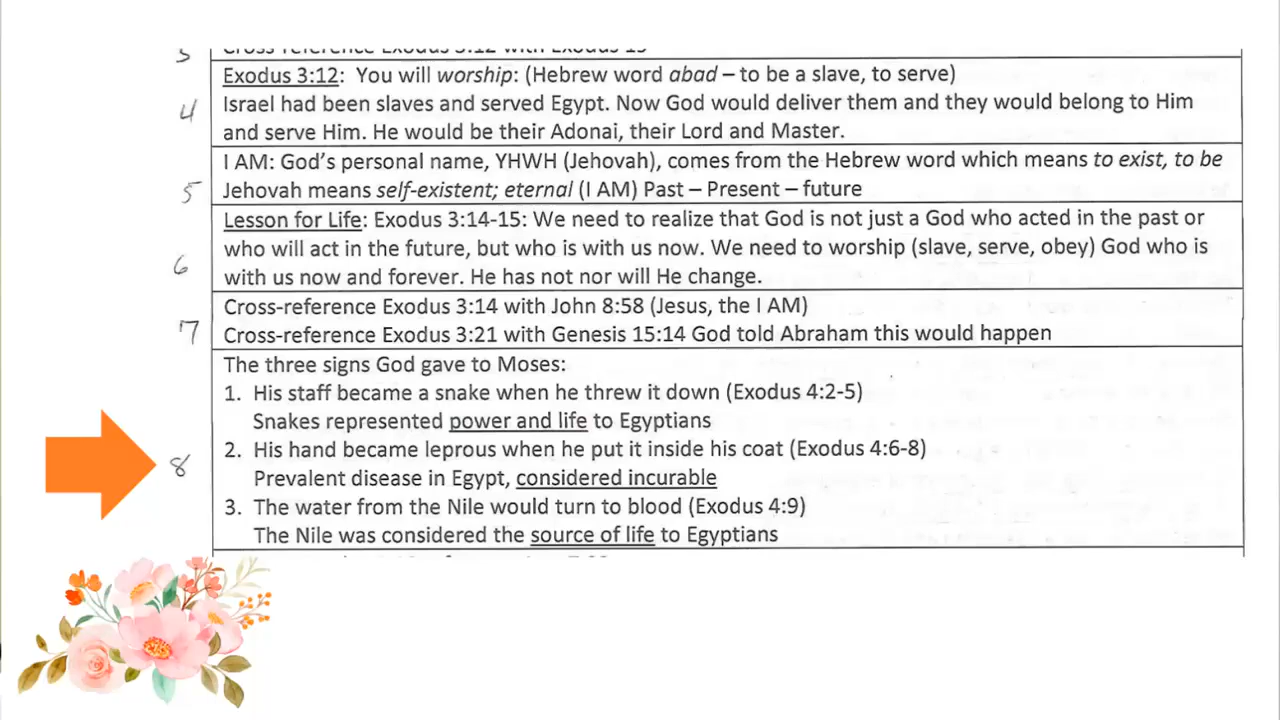 3
Cross-reference Exodus 3:12 with Exodus 19
Exodus 3:12: You will worship: (Hebrew word abad – to be a slave, to serve)
4
Israel had been slaves and served Egypt. Now God would deliver them and they would belong to Him
and serve Him. He would be their Adonai, their Lord and Master.
I AM: God's personal name, YHWH (Jehovah), comes from the Hebrew word which means to exist, to be
5
Jehovah means self-existent; eternal (I AM) Past – Present – future
Lesson for Life: Exodus 3:14-15: We need to realize that God is not just a God who acted in the past or
who will act in the future, but who is with us now. We need to worship (slave, serve, obey) God who is
6
with us now and forever. He has not nor will He change.
Cross-reference Exodus 3:14 with John 8:58 (Jesus, the I AM)
7
Cross-reference Exodus 3:21 with Genesis 15:14 God told Abraham this would happen
The three signs God gave to Moses:
1. His staff became a snake when he threw it down (Exodus 4:2-5)
Snakes represented power and life to Egyptians
2. His hand became leprous when he put it inside his coat (Exodus 4:6-8)
8
Prevalent disease in Egypt, considered incurable
3. The water from the Nile would turn to blood (Exodus 4:9)
The Nile was considered the source of life to Egyptians